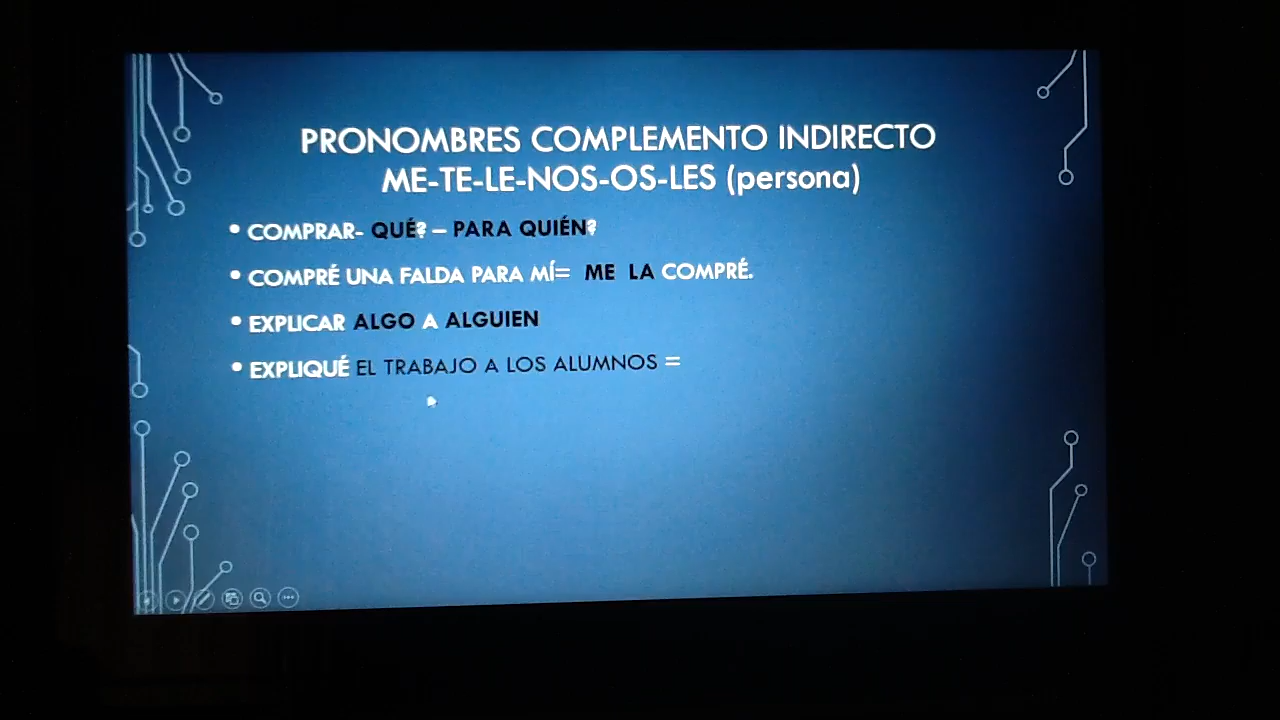 PRONOMBRES COMPLEMENTO INDIRECTO
ME-TE-LE-NOS-OS-LES (persona)
• COMPRAR- QUÉ? – PARA QUIÉN?
• COMPRÉ UNA FALDA PARA MÍ= ME LA COMPRÉ.
• EXPLICAR ALGO A ALGUIEN
• EXPLIQUÉ EL TRABAJO A LOS ALUMNOS =